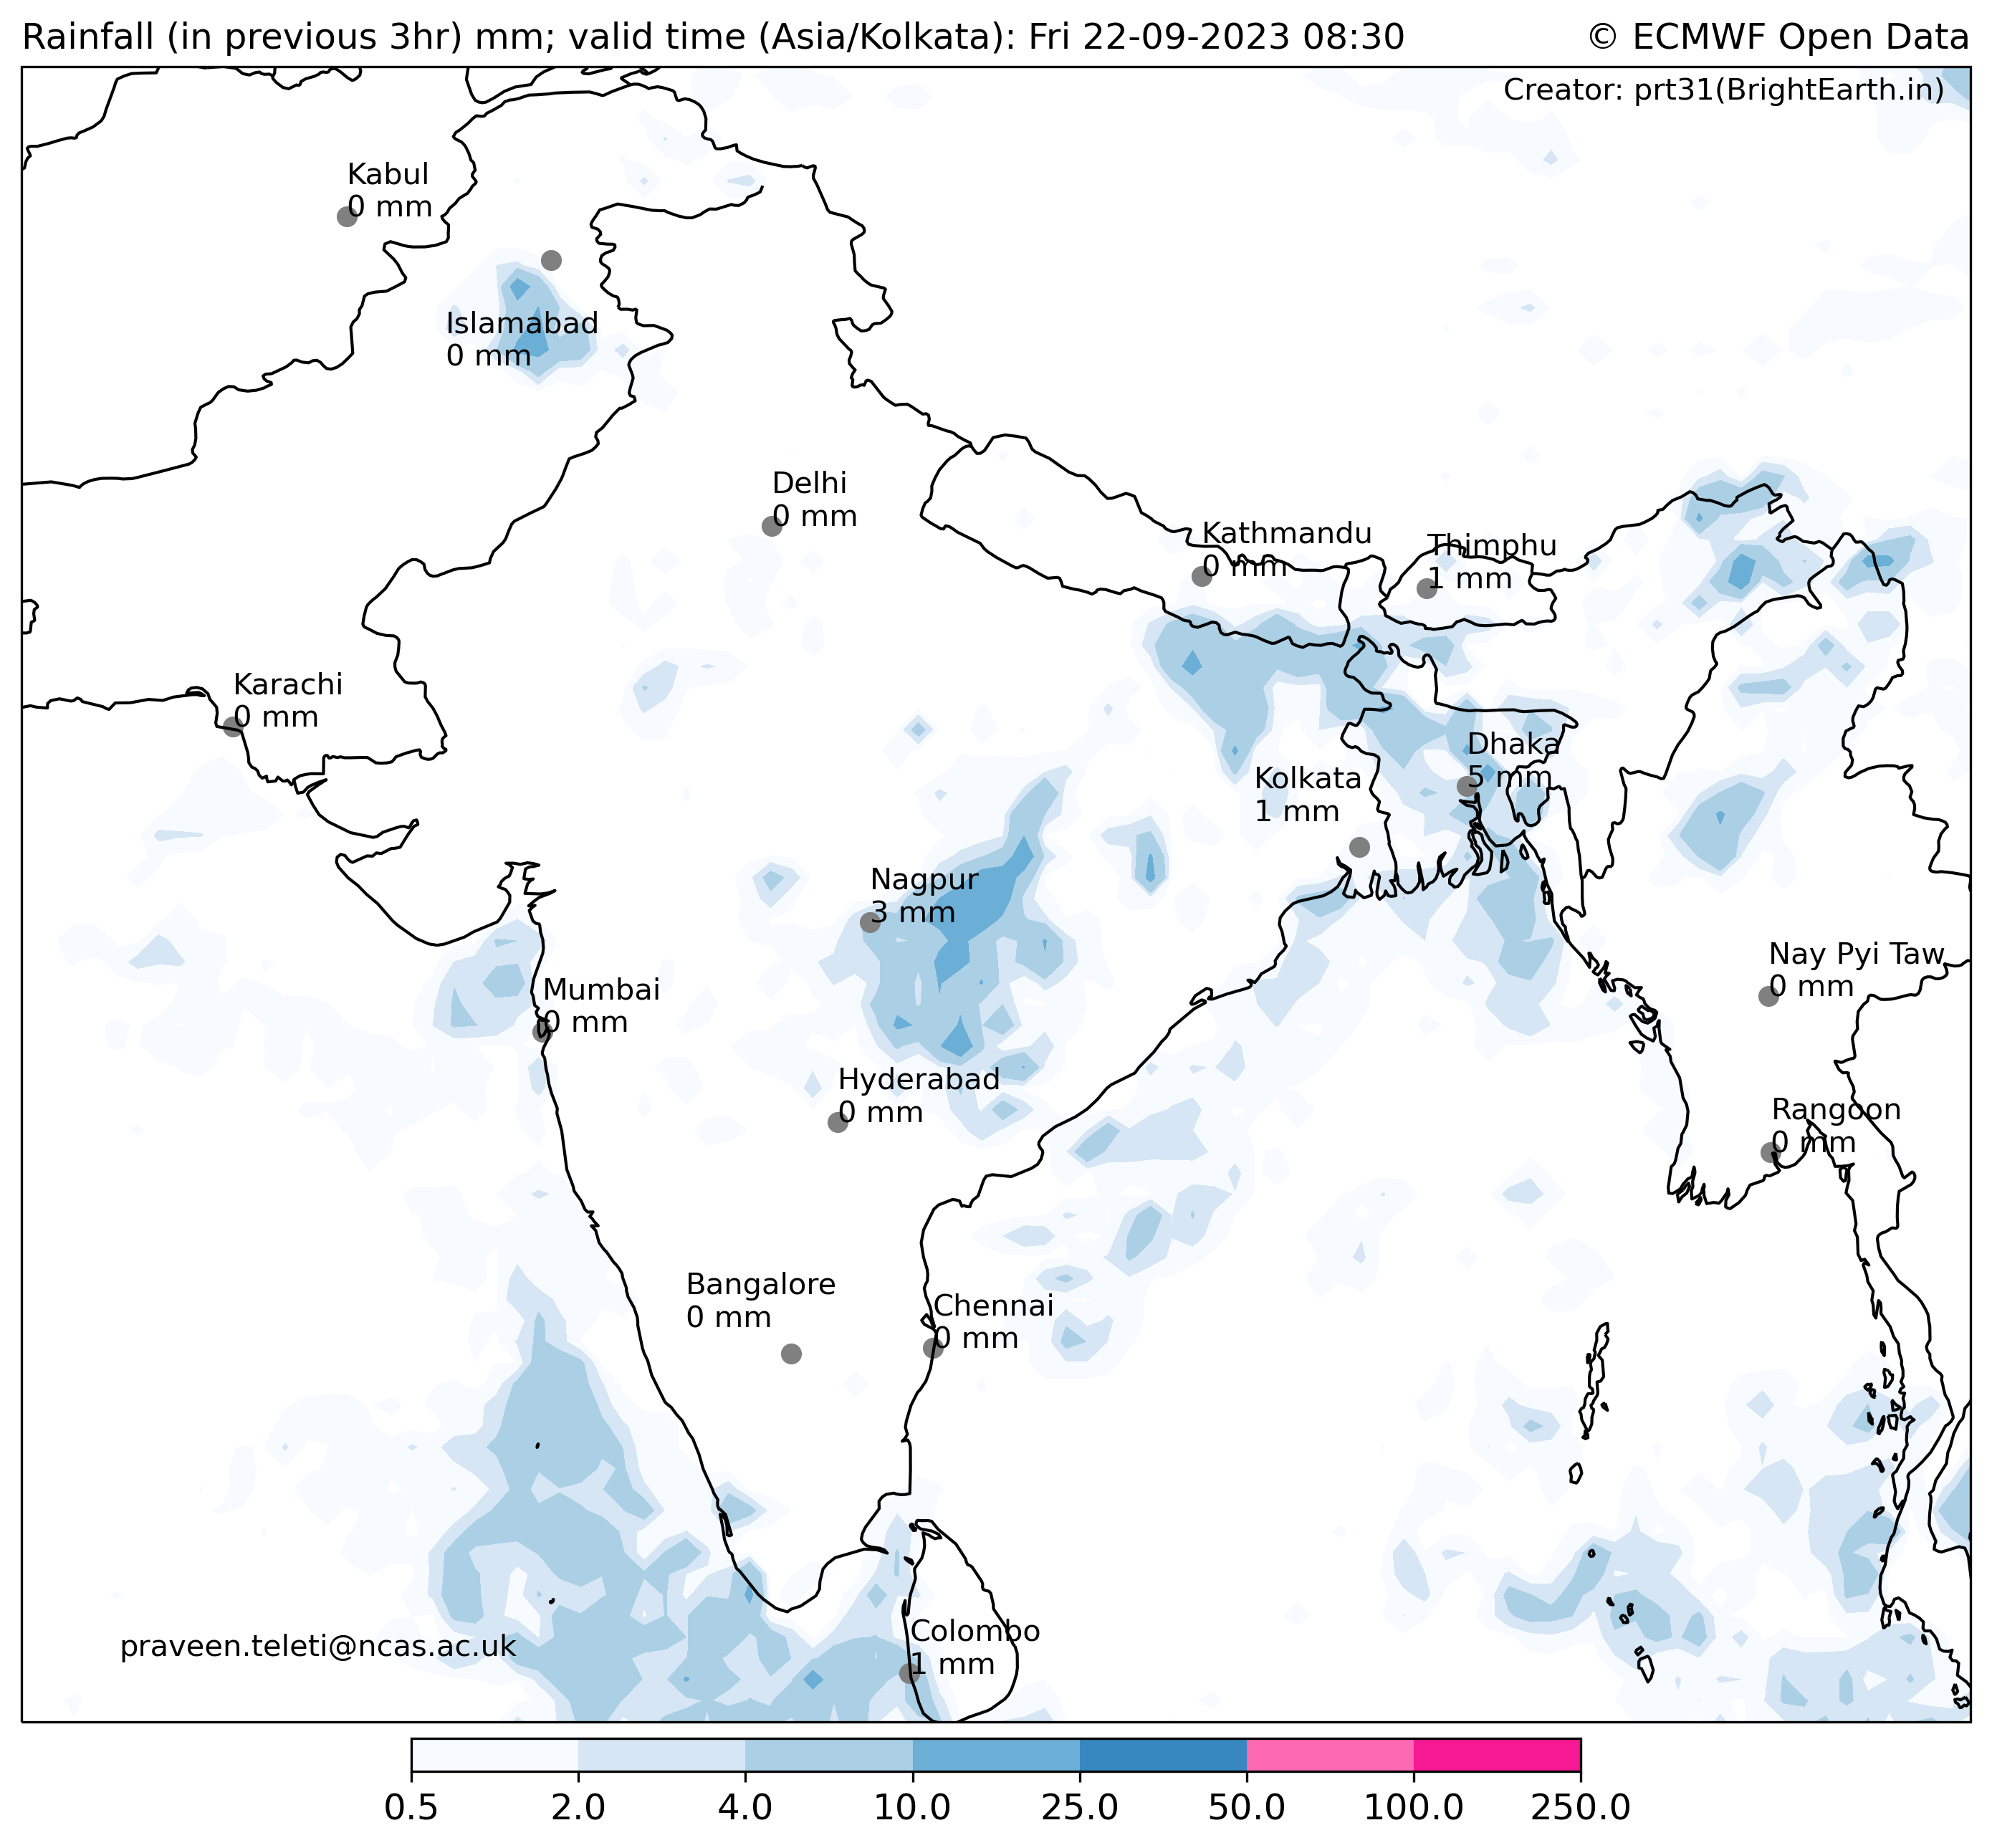 Rainfall (in previous 3hr) mm; valid time (Asia/Kolkata): Fri 22-09-2023 08:30
© ECMWF Open Data
Creator: prt31(BrightEarth.in)
Kabul
0 mm
Islamabad
0 mm
Delhi
0 mm
Kathmandu
0 mm
Thimphu
1 mm
Karachi
0 mm
Dhaka
5 mm
Kolkata
1 mm
Nagpur
3 mm
Nay Pyi Taw
0 mm
Mumbai
0 mm
Hyderabad
0 mm
Rangoon
0 mm
Bangalore
0 mm
Chennai
0 mm
Colombo
1 mm
praveen.teleti@ncas.ac.uk
0.5 2.0 4.0 10.0 25.0 50.0 100.0 250.0